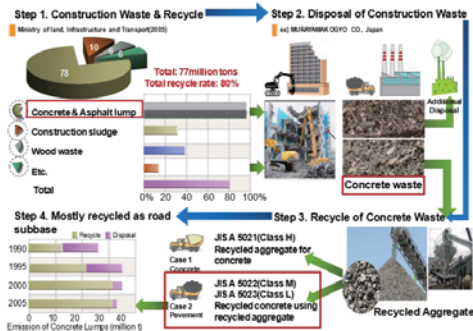 Step 1. Construction Waste & Recycle
Ministry of land, Infrastructure and Transport(2005)
10
6
78
Total: 77million tons
Total recycle rate: 80%
Concrete & Asphalt lump
Construction sludge
Wood waste
Etc.
Total
0 20 40 60 80 100%
Step 2. Disposal of Construction Waste
ex) MURAYAMA KOGYO CO., Japan
Additional
Disposal
Concrete waste
Step 3. Recycle of Concrete Waste
JIS A 5021(Class H)
Recycled aggregate for
concrete
Case 1
Concrete
JIS A 5022(Class M)
JIS A 5023(Class L)
Recycled concrete using
recycled aggregate
Case 2
Pavement
Recycled Aggregate
Step 4. Mostly recycled as road
subbase
Recycle Disposal
1990
1995
2000
2005
0 10 20 30 40
Emission of Concrete Lumps (million t)